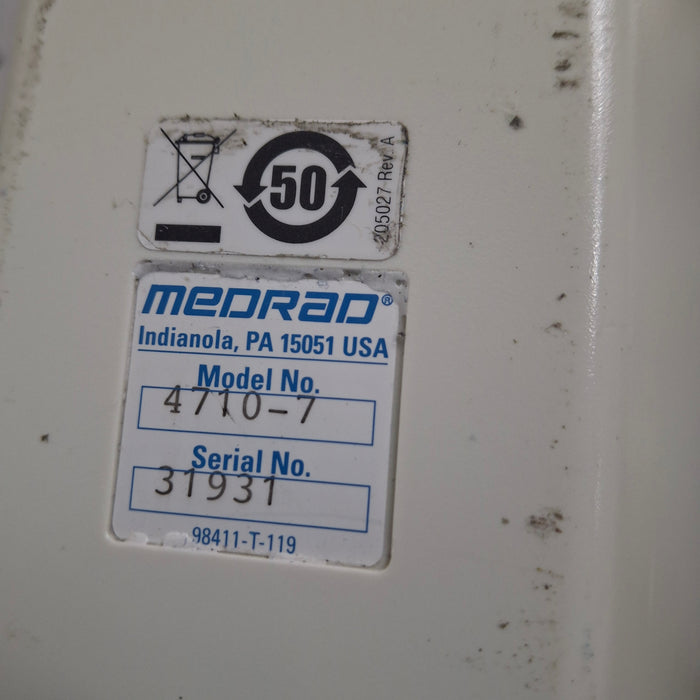 50
205027 Rev. A
MEDRAD®
Indianola, PA 15051 USA
Model No.
4710-7
Serial No.
31931
98411-T-119